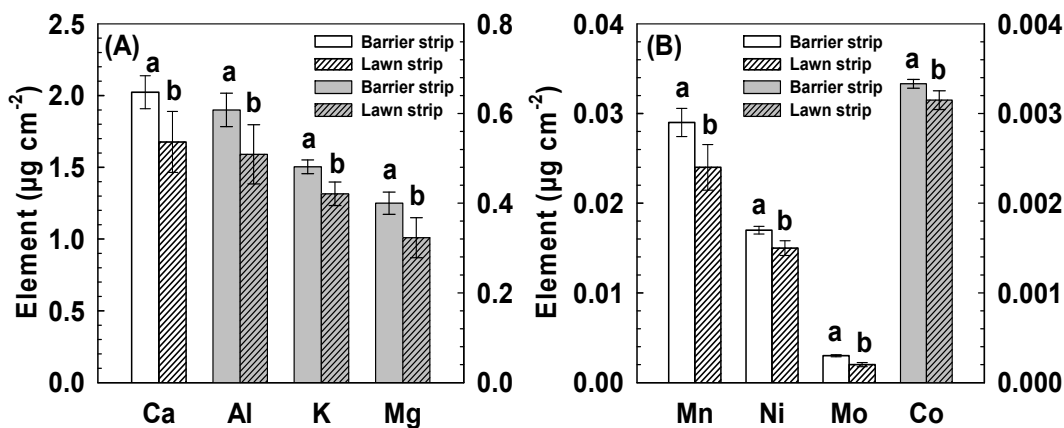 (A)
Barrier strip
Lawn strip
Barrier strip
Lawn strip
Element (µg cm-2)
2.5
2.0
1.5
1.0
0.5
0.0
0.8
0.6
0.4
0.2
0.0
a b a b a b a b
Ca Al K Mg
(B)
Barrier strip
Lawn strip
Barrier strip
Lawn strip
Element (µg cm-2)
0.04
0.03
0.02
0.01
0.00
0.004
0.003
0.002
0.001
0.000
a b a b a b a b
Mn Ni Mo Co